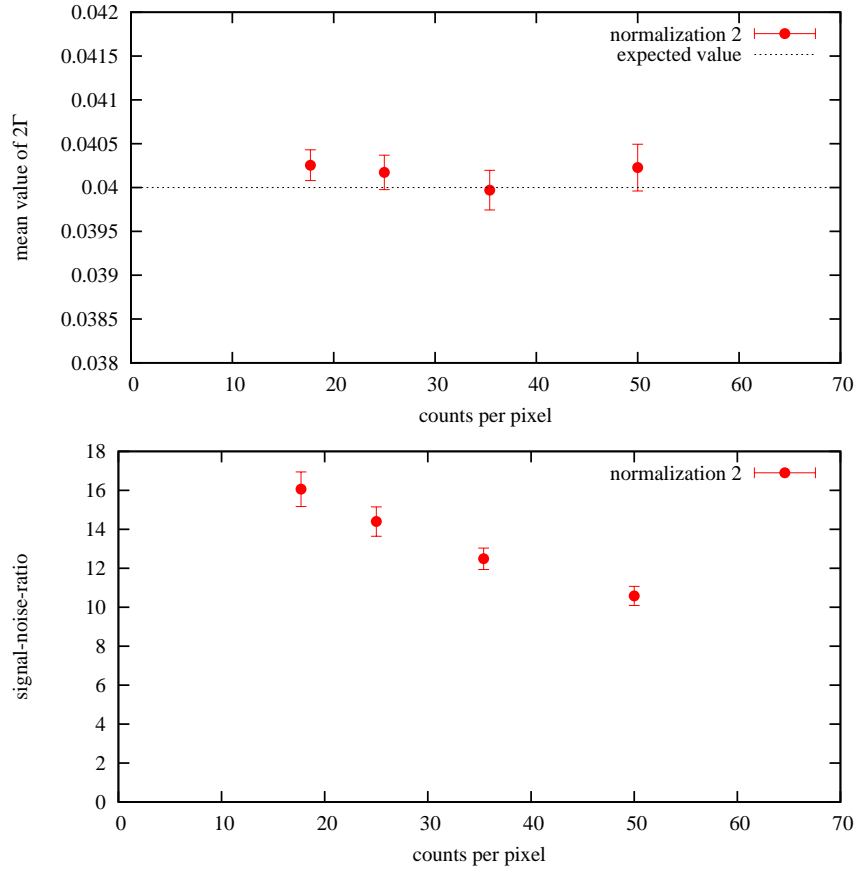 0.042
0.0415
0.041
0.0405
0.04
0.0395
0.039
0.0385
0.038
mean value of 2Γ
normalization 2
expected value
0 10 20 30 40 50 60 70
counts per pixel
18
16
14
12
10
8
6
4
2
0
signal-noise-ratio
normalization 2
0 10 20 30 40 50 60 70
counts per pixel